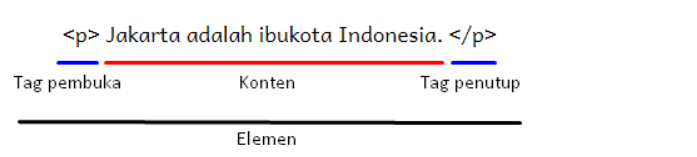 <p> Jakarta adalah ibukota Indonesia. </p>
Tag pembuka Konten Tag penutup
Elemen